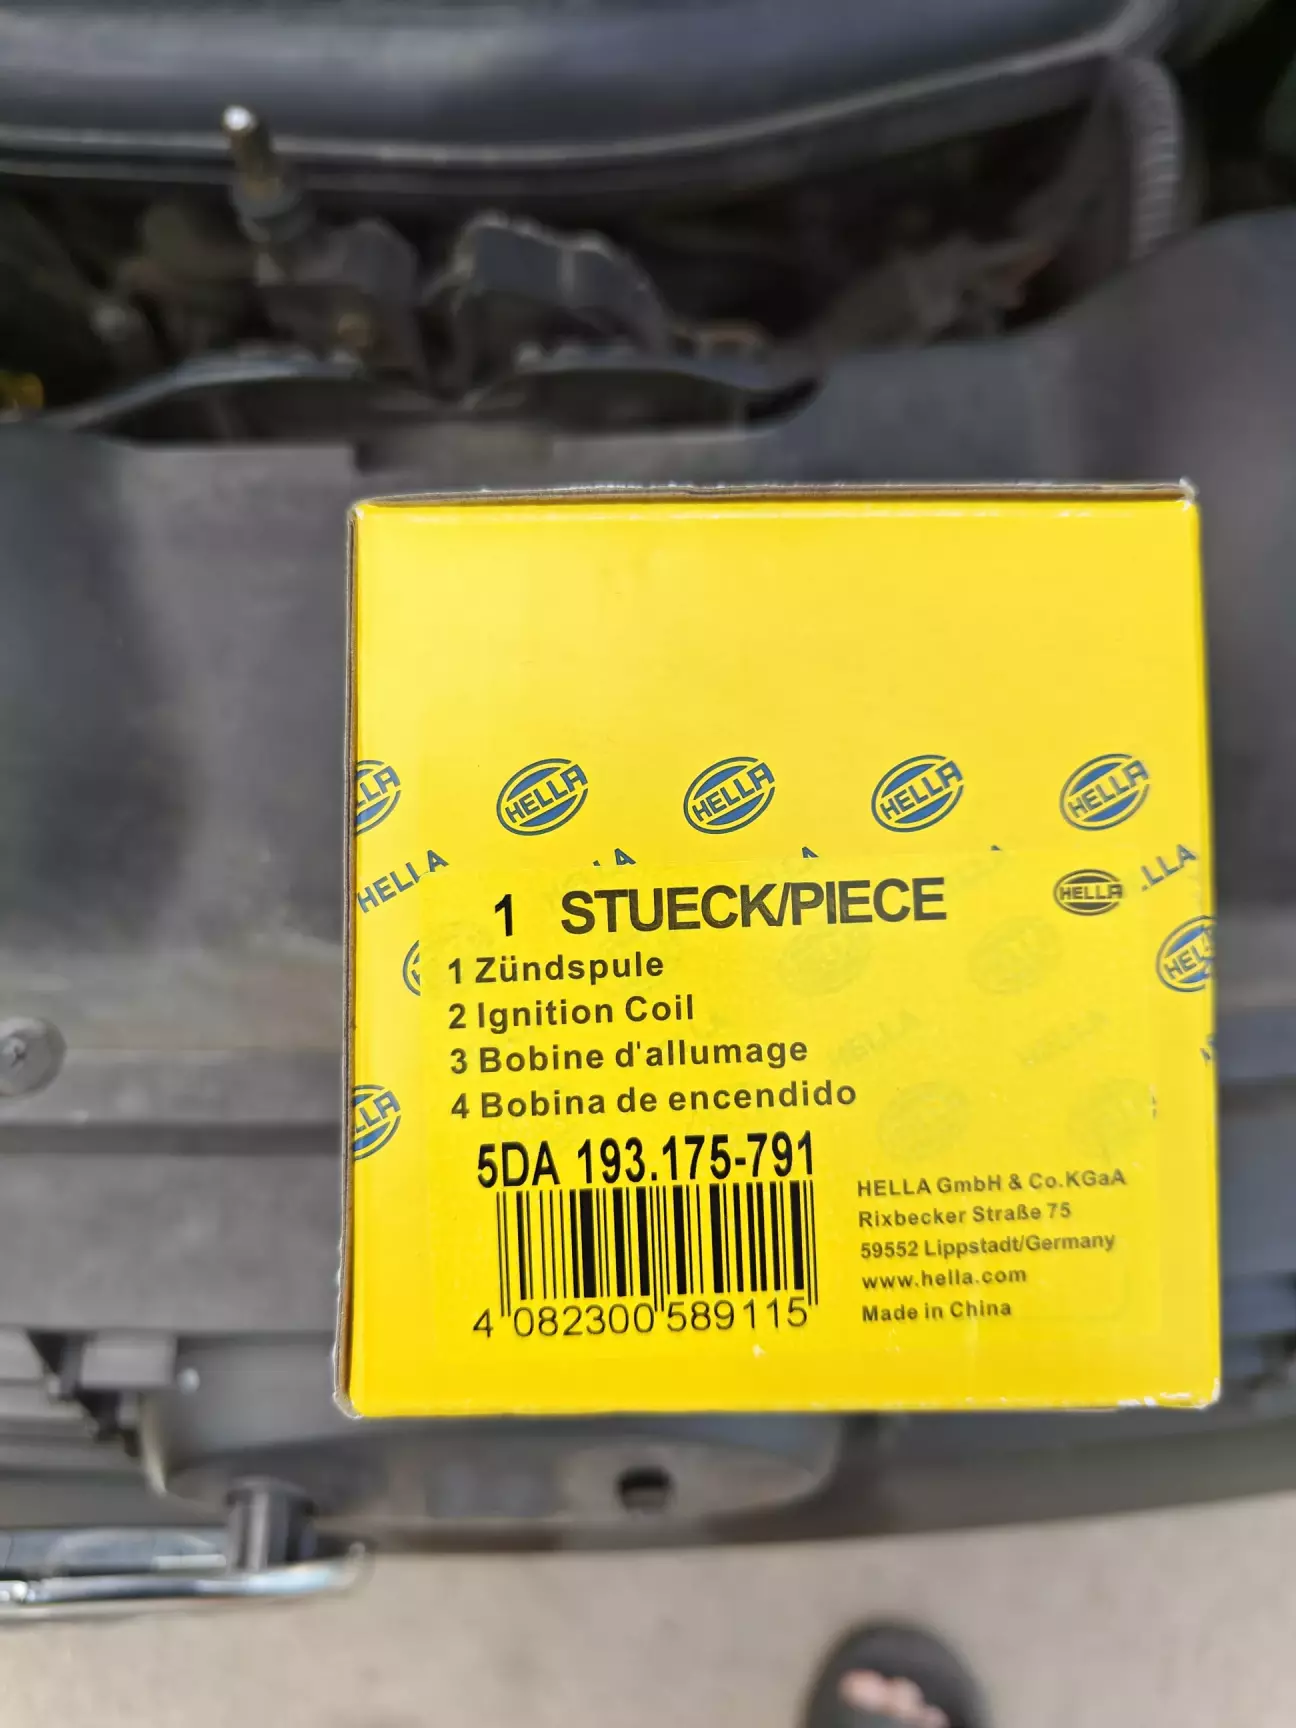 HELLA HELLA HELLA HELLA
HELLA
1 STUECK/PIECE
HELLA
1 Zündspule
2 Ignition Coil
3 Bobine d'allumage
4 Bobina de encendido
5DA 193.175-791
4 082300 589115
HELLA GmbH & Co.KGaA
Rixbecker Straße 75
59552 Lippstadt/Germany
www.hella.com
Made in China